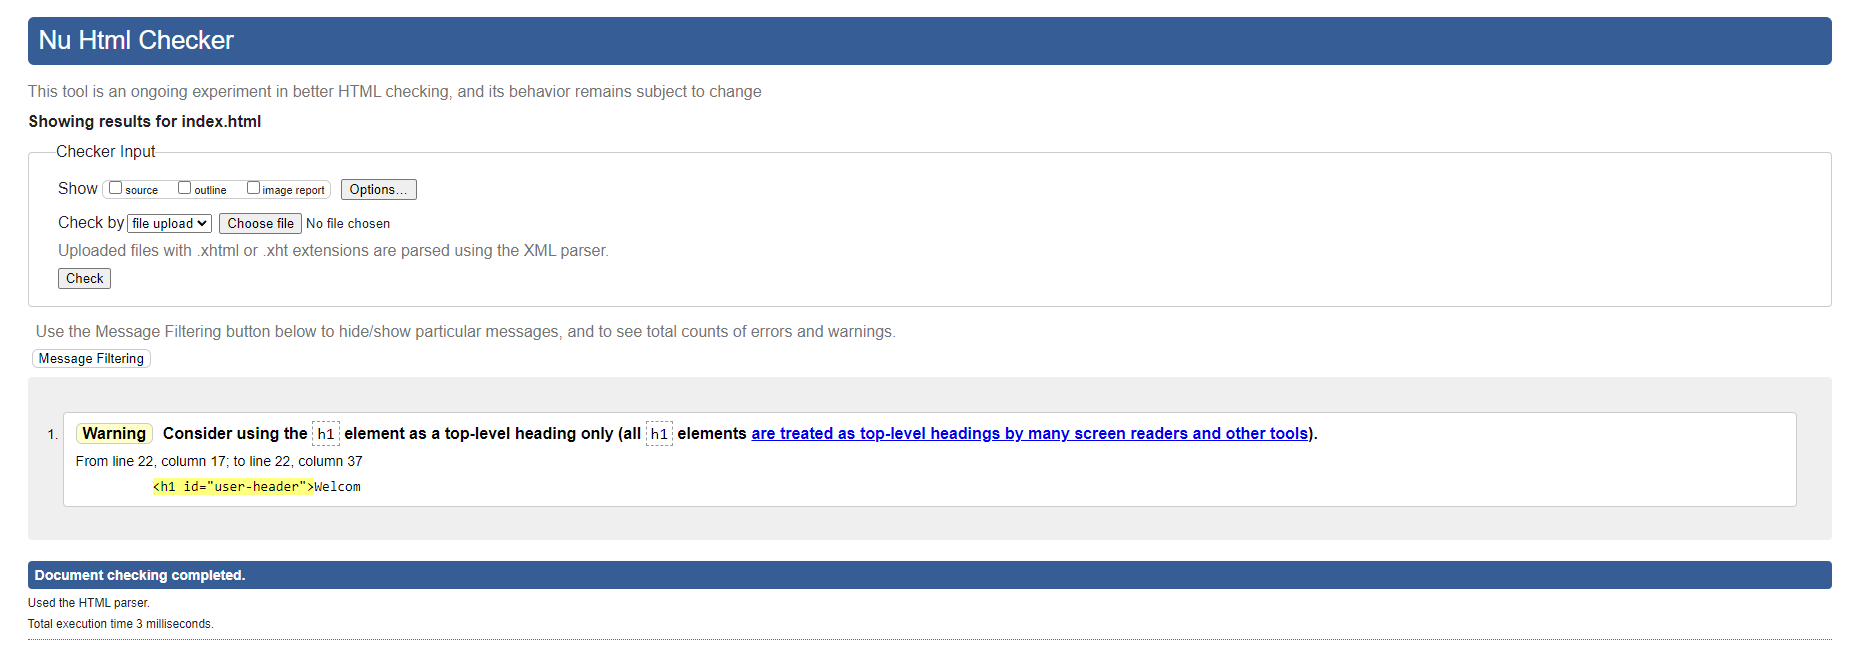 Nu Html Checker
This tool is an ongoing experiment in better HTML checking, and its behavior remains subject to change
Showing results for index.html
Checker Input
Show source outline image report Options...
Check by file upload Choose file No file chosen
Uploaded files with .xhtml or .xht extensions are parsed using the XML parser.
Check
Use the Message Filtering button below to hide/show particular messages, and to see total counts of errors and warnings.
Message Filtering
1. Warning Consider using the h1 element as a top-level heading only (all h1 elements are treated as top-level headings by many screen readers and other tools).
From line 22, column 17; to line 22, column 37
<h1 id="user-header">Welcom
Document checking completed.
Used the HTML parser.
Total execution time 3 milliseconds.